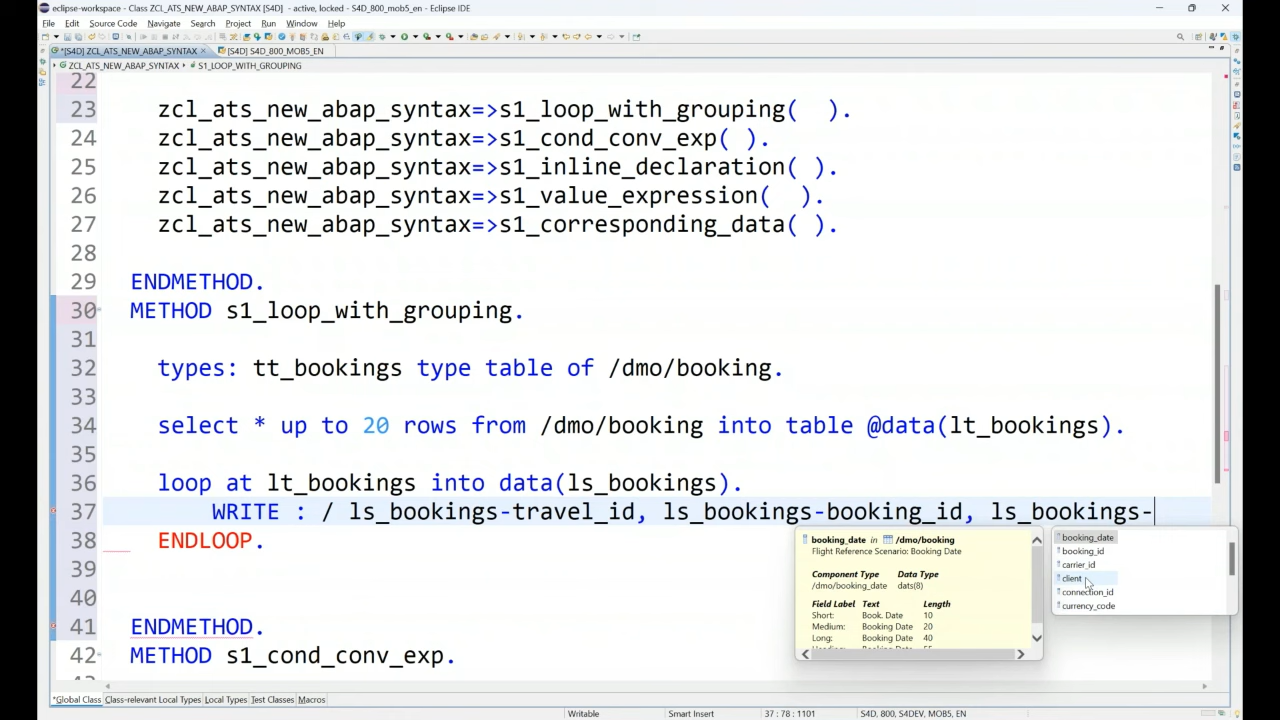 eclipse-workspace - Class ZCL_ATS_NEW_ABAP_SYNTAX [S4D] - active, locked - S4D_800_mob5_en - Eclipse IDE
File Edit Source Code Navigate Search Project Run Window Help
*[S4D] ZCL_ATS_NEW_ABAP_SYNTAX [S4D] S4D_800_MOB5_EN
ZCL_ATS_NEW_ABAP_SYNTAX S1_LOOP_WITH_GROUPING
22
23 zcl_ats_new_abap_syntax=>s1_loop_with_grouping(  ).
24 zcl_ats_new_abap_syntax=>s1_cond_conv_exp( ).
25 zcl_ats_new_abap_syntax=>s1_inline_declaration( ).
26 zcl_ats_new_abap_syntax=>s1_value_expression(  ).
27 zcl_ats_new_abap_syntax=>s1_corresponding_data( ).
28
29 ENDMETHOD.
30 METHOD s1_loop_with_grouping.
31
32 types: tt_bookings type table of /dmo/booking.
33
34 select * up to 20 rows from /dmo/booking into table @data(lt_bookings).
35
36 loop at lt_bookings into data(ls_bookings).
37 WRITE : / ls_bookings-travel_id, ls_bookings-booking_id, ls_bookings-
38 ENDLOOP.
39
40
41 ENDMETHOD.
42 METHOD s1_cond_conv_exp.
booking_date in /dmo/booking
Flight Reference Scenario: Booking Date
Component Type Data Type
/dmo/booking_date dats(8)
Field Label Text Length
Short: Book. Date 10
Medium: Booking Date 20
Long: Booking Date 40
booking_date
booking_id
carrier_id
client
connection_id
currency_code
*Global Class Class-relevant Local Types Local Types Test Classes Macros
Writable Smart Insert 37 : 78 : 1101 S4D, 800, S4DEV, MOB5, EN